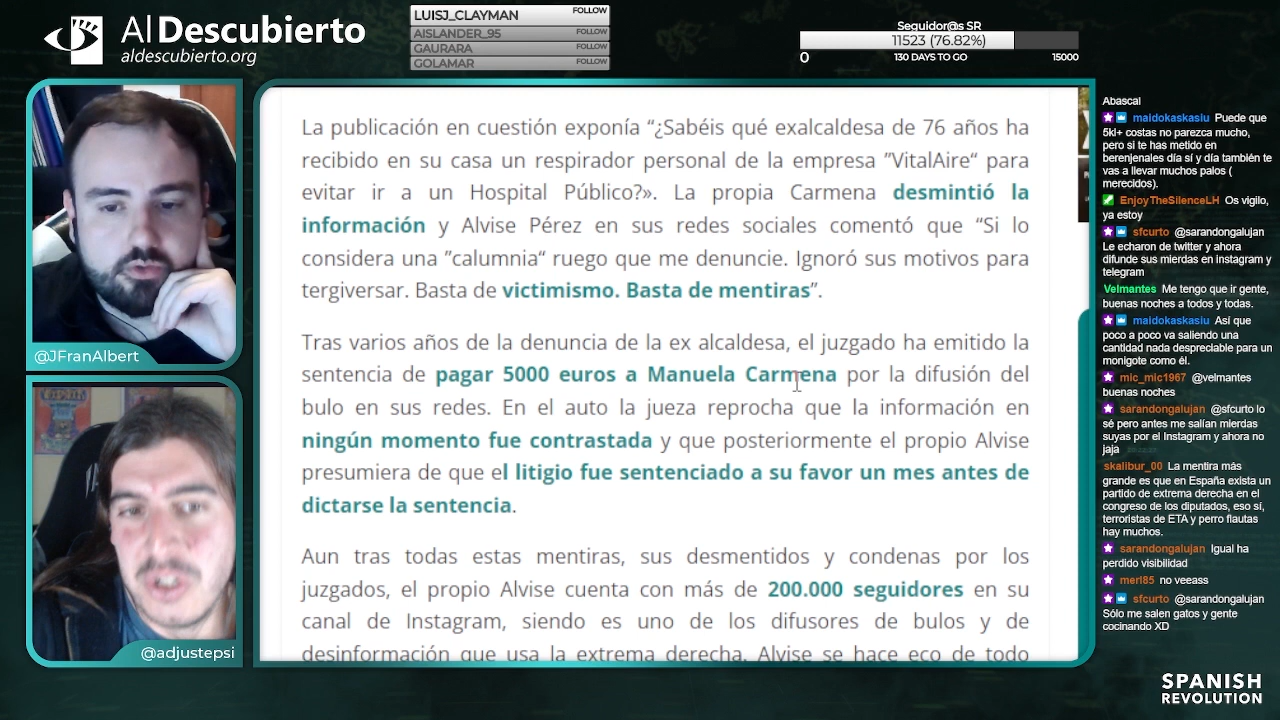 Al Descubierto
aldescubierto.org
LUISJ_CLAYMAN FOLLOW
AISLANDER_95 FOLLOW
GAURARA FOLLOW
GOLAMAR FOLLOW
Seguidor@s SR
11523 (76.82%)
0 130 DAYS TO GO 15000
@JFranAlbert
@adjustepsi
La publicación en cuestión exponía “¿Sabéis qué exalcaldesa de 76 años ha
recibido en su casa un respirador personal de la empresa ”VitalAire“ para
evitar ir a un Hospital Público?». La propia Carmena desmintió la
información y Alvise Pérez en sus redes sociales comentó que “Si lo
considera una ”calumnia“ ruego que me denuncie. Ignoró sus motivos para
tergiversar. Basta de victimismo. Basta de mentiras”.
Tras varios años de la denuncia de la ex alcaldesa, el juzgado ha emitido la
sentencia de pagar 5000 euros a Manuela Carmena por la difusión del
bulo en sus redes. En el auto la jueza reprocha que la información en
ningún momento fue contrastada y que posteriormente el propio Alvise
presumiera de que el litigio fue sentenciado a su favor un mes antes de
dictarse la sentencia.
Aun tras todas estas mentiras, sus desmentidos y condenas por los
juzgados, el propio Alvise cuenta con más de 200.000 seguidores en su
canal de Instagram, siendo es uno de los difusores de bulos y de
desinformación que usa la extrema derecha. Alvise se hace eco de todo
Abascal
maidokaskasiu Puede que
5kl+ costas no parezca mucho,
pero si te has metido en
berenjenales día sí y día también te
vas a llevar muchos palos (
merecidos).
EnjoyTheSilenceLH Os vigilo,
ya estoy
sfcurto @sarandongalujan
Le echaron de twitter y ahora
difunde sus mierdas en instagram y
telegram
Velmantes Me tengo que ir gente,
buenas noches a todos y todas.
maidokaskasiu Asi que
poco a poco va saliendo una
cantidad nada despreciable para un
monigote como él.
mic_mic1967 @velmantes
buenas noches
sarandongalujan @sfcurto lo
sé pero antes me salían mierdas
suyas por el Instagram y ahora no
jaja
skalibur_00 La mentira más
grande es que en España exista un
partido de extrema derecha en el
congreso de los diputados, eso sí,
terroristas de ETA y perro flautas
hay muchos.
sarandongalujan Igual ha
perdido visibilidad
merl85 no veeass
sfcurto @sarandongalujan
Sólo me salen gatos y gente
cocinando XD
SPANISH
REVOLUTION